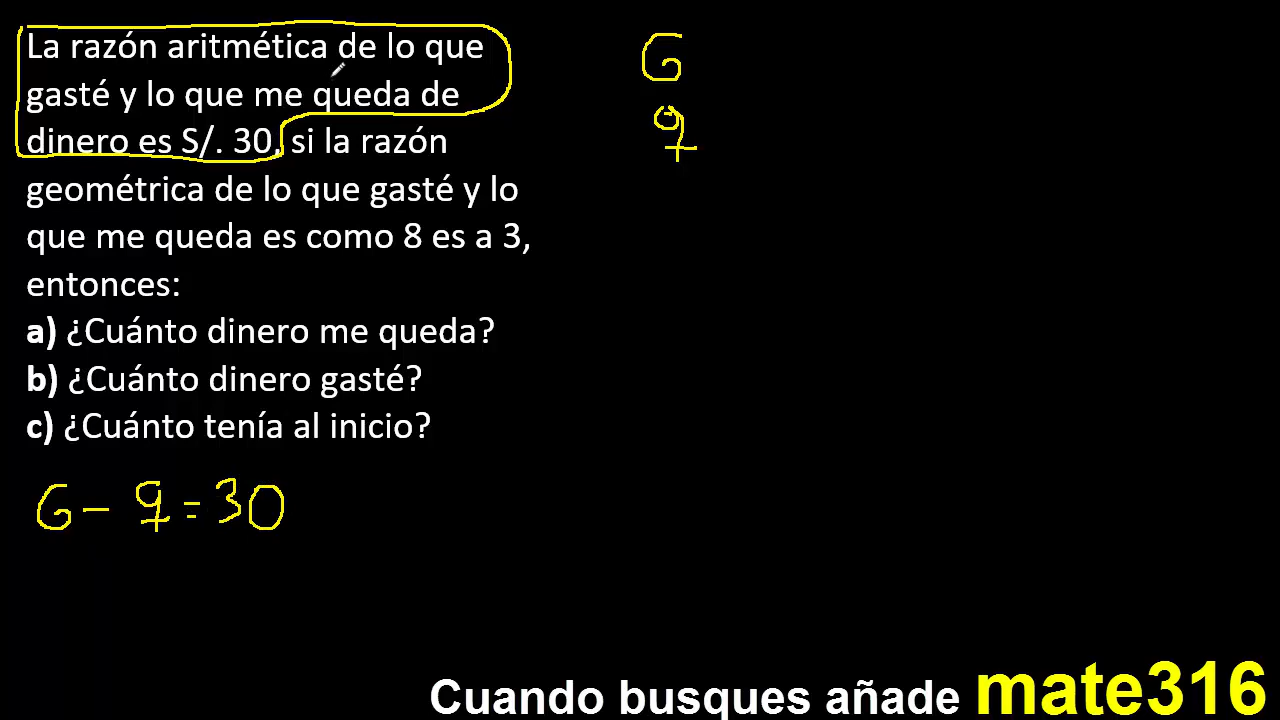 La razón aritmética de lo que
gasté y lo que me queda de
dinero es S/. 30, si la razón
geométrica de lo que gasté y lo
que me queda es como 8 es a 3,
entonces:
a) ¿Cuánto dinero me queda?
b) ¿Cuánto dinero gasté?
c) ¿Cuánto tenía al inicio?
G
q
G - q = 30
Cuando busques añade mate316